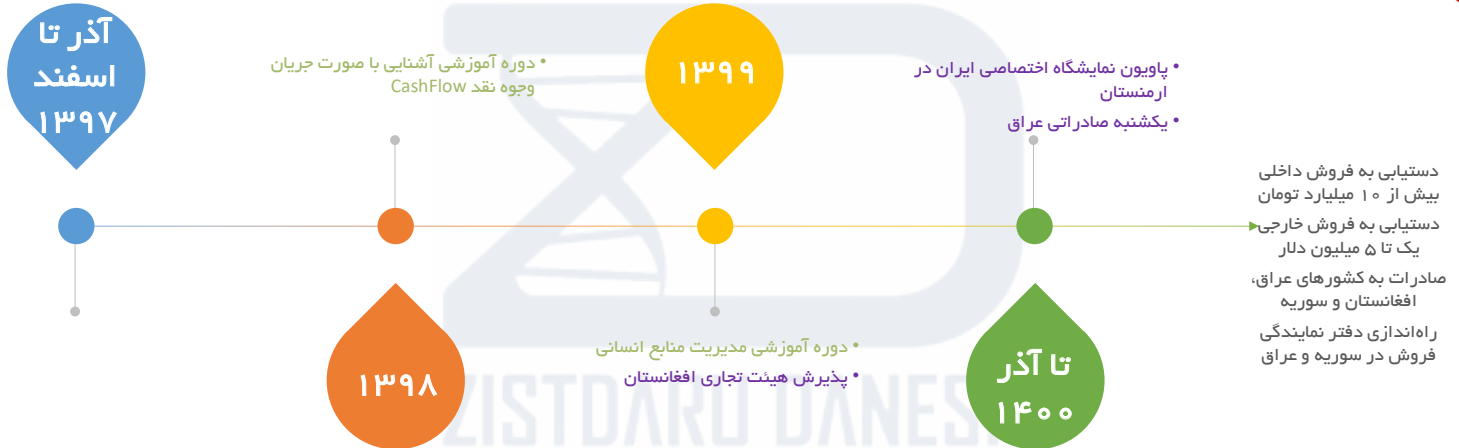 آذر تا
اسفند
۱۳۹۷
• دوره آموزشی آشنایی با صورت جریان
وجوه نقد CashFlow
۱۳۹۸
۱۳۹۹
• دوره آموزشی مدیریت منابع انسانی
• پذیرش هیئت تجاری افغانستان
• پاویون نمایشگاه اختصاصی ایران در
ارمنستان
• یکشنبه صادراتی عراق
تا آذر
۱۴۰۰
دستیابی به فروش داخلی
بیش از ۱۰ میلیارد تومان
دستیابی به فروش خارجی
یک تا ۵ میلیون دلار
صادرات به کشورهای عراق،
افغانستان و سوریه
راه‌اندازی دفتر نمایندگی
فروش در سوریه و عراق
ZISTDARU DANES